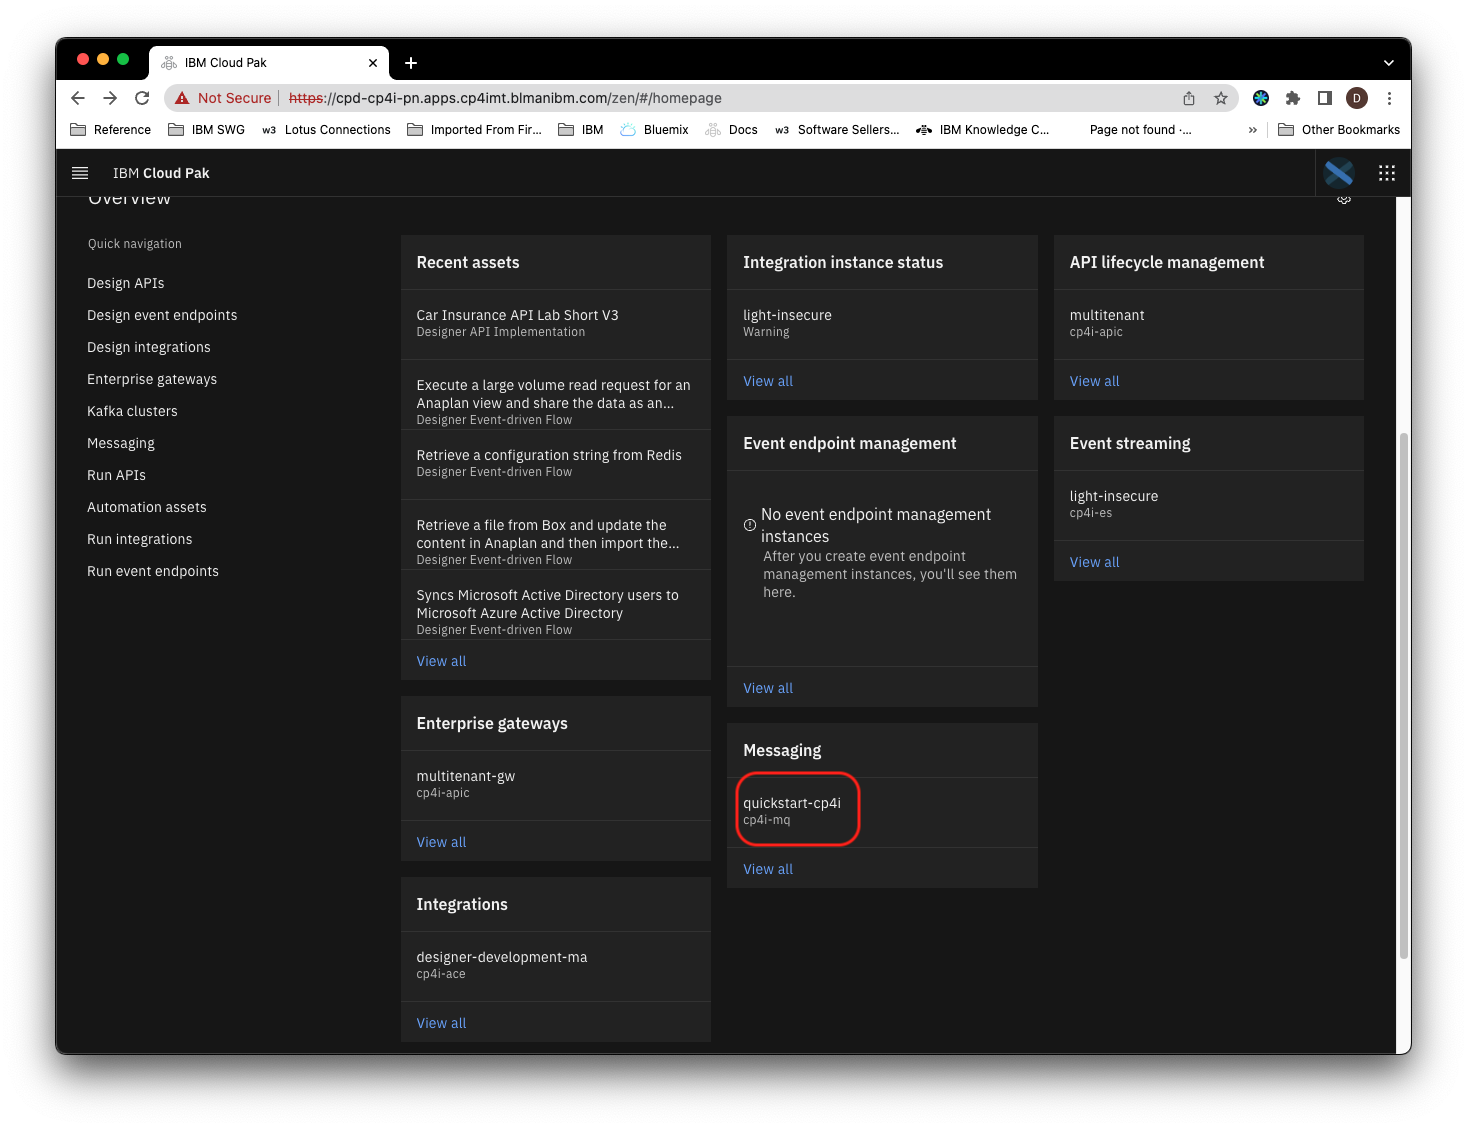 IBM Cloud Pak
Not Secure
https://cpd-cp4i-pn.apps.cp4imt.blmanibm.com/zen/#/homepage
D
Reference
IBM SWG
w3 Lotus Connections
Imported From Fir...
IBM
Bluemix
Docs
w3 Software Sellers...
IBM Knowledge C...
Page not found -...
»
Other Bookmarks
IBM Cloud Pak
Overview
Quick navigation
Design APIs
Design event endpoints
Design integrations
Enterprise gateways
Kafka clusters
Messaging
Run APIs
Automation assets
Run integrations
Run event endpoints
Recent assets
Car Insurance API Lab Short V3
Designer API Implementation
Execute a large volume read request for an
Anaplan view and share the data as an...
Designer Event-driven Flow
Retrieve a configuration string from Redis
Designer Event-driven Flow
Retrieve a file from Box and update the
content in Anaplan and then import the...
Designer Event-driven Flow
Syncs Microsoft Active Directory users to
Microsoft Azure Active Directory
Designer Event-driven Flow
View all
Enterprise gateways
multitenant-gw
cp4i-apic
View all
Integrations
designer-development-ma
cp4i-ace
View all
Integration instance status
light-insecure
Warning
View all
Event endpoint management
No event endpoint management
instances
After you create event endpoint
management instances, you'll see them
here.
View all
Messaging
quickstart-cp4i
cp4i-mq
View all
API lifecycle management
multitenant
cp4i-apic
View all
Event streaming
light-insecure
cp4i-es
View all